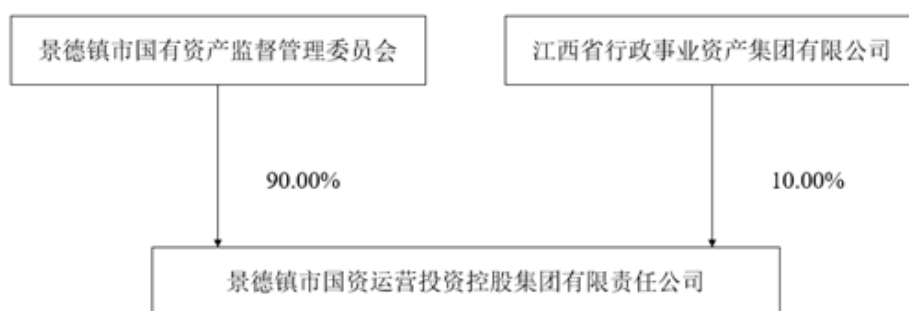 景德镇市国有资产监督管理委员会
江西省行政事业资产集团有限公司
90.00%
10.00%
景德镇市国资运营投资控股集团有限责任公司